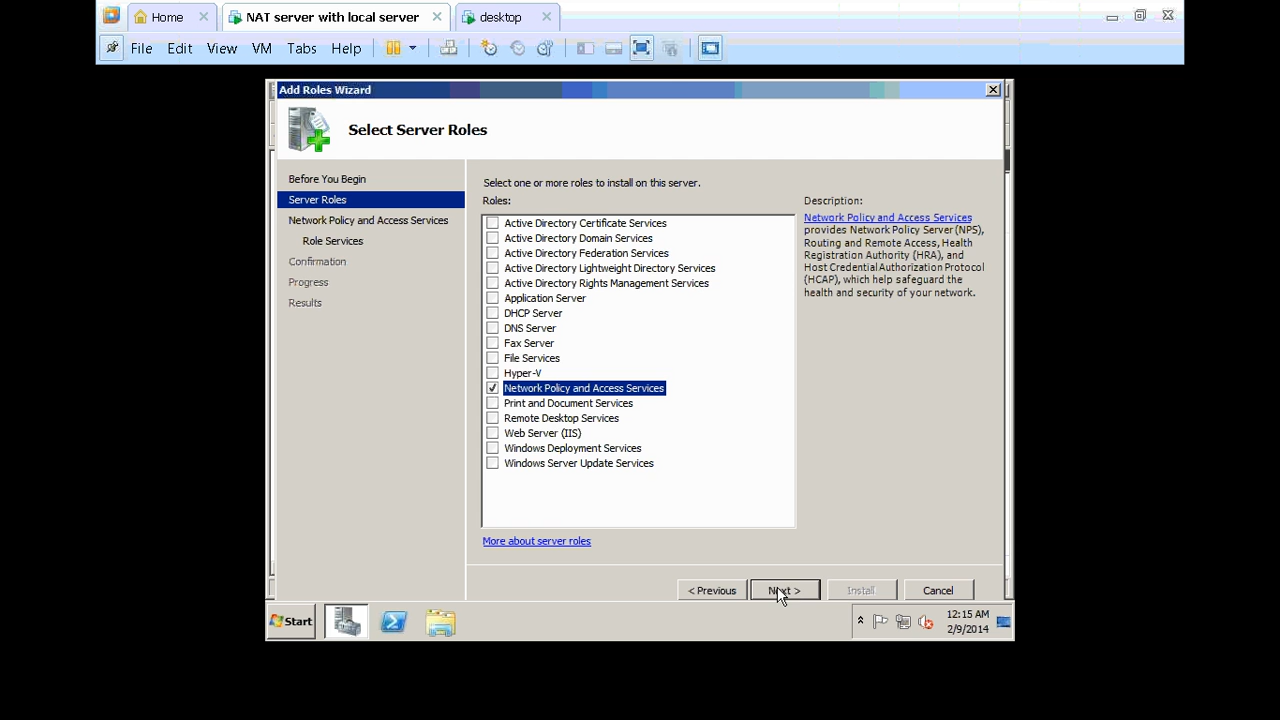 Home
NAT server with local server
desktop
File Edit View VM Tabs Help
Add Roles Wizard
Select Server Roles
Before You Begin
Server Roles
Network Policy and Access Services
Role Services
Confirmation
Progress
Results
Select one or more roles to install on this server.
Roles:
Active Directory Certificate Services
Active Directory Domain Services
Active Directory Federation Services
Active Directory Lightweight Directory Services
Active Directory Rights Management Services
Application Server
DHCP Server
DNS Server
Fax Server
File Services
Hyper-V
Network Policy and Access Services
Print and Document Services
Remote Desktop Services
Web Server (IIS)
Windows Deployment Services
Windows Server Update Services
More about server roles
Description:
Network Policy and Access Services
provides Network Policy Server (NPS),
Routing and Remote Access, Health
Registration Authority (HRA), and
Host Credential Authorization Protocol
(HCAP), which help safeguard the
health and security of your network.
< Previous
Next >
Install
Cancel
Start
12:15 AM
2/9/2014